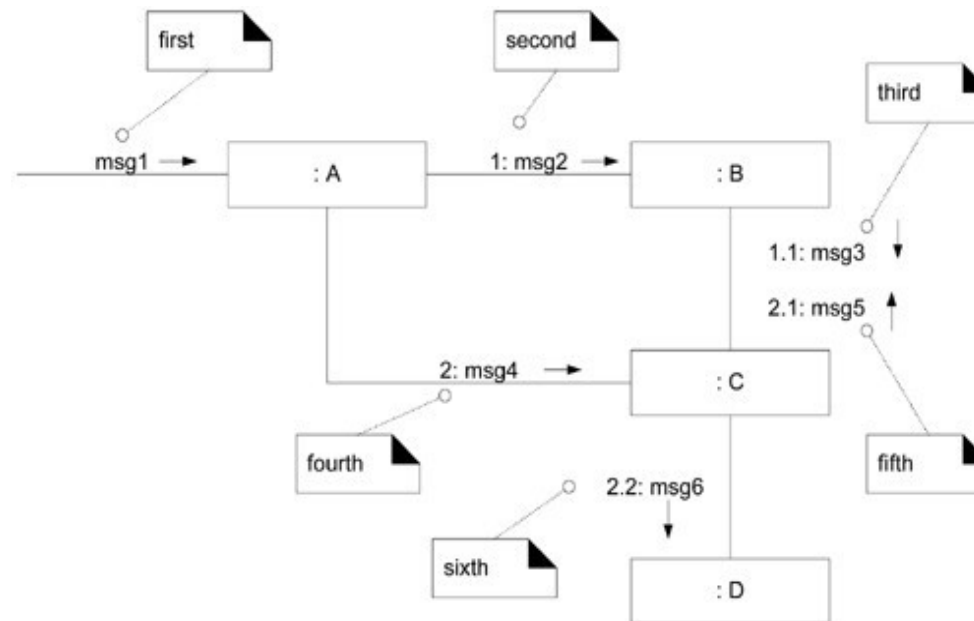 first
second
third
msg1
: A
1: msg2
: B
1.1: msg3
2.1: msg5
2: msg4
: C
fourth
fifth
2.2: msg6
sixth
: D